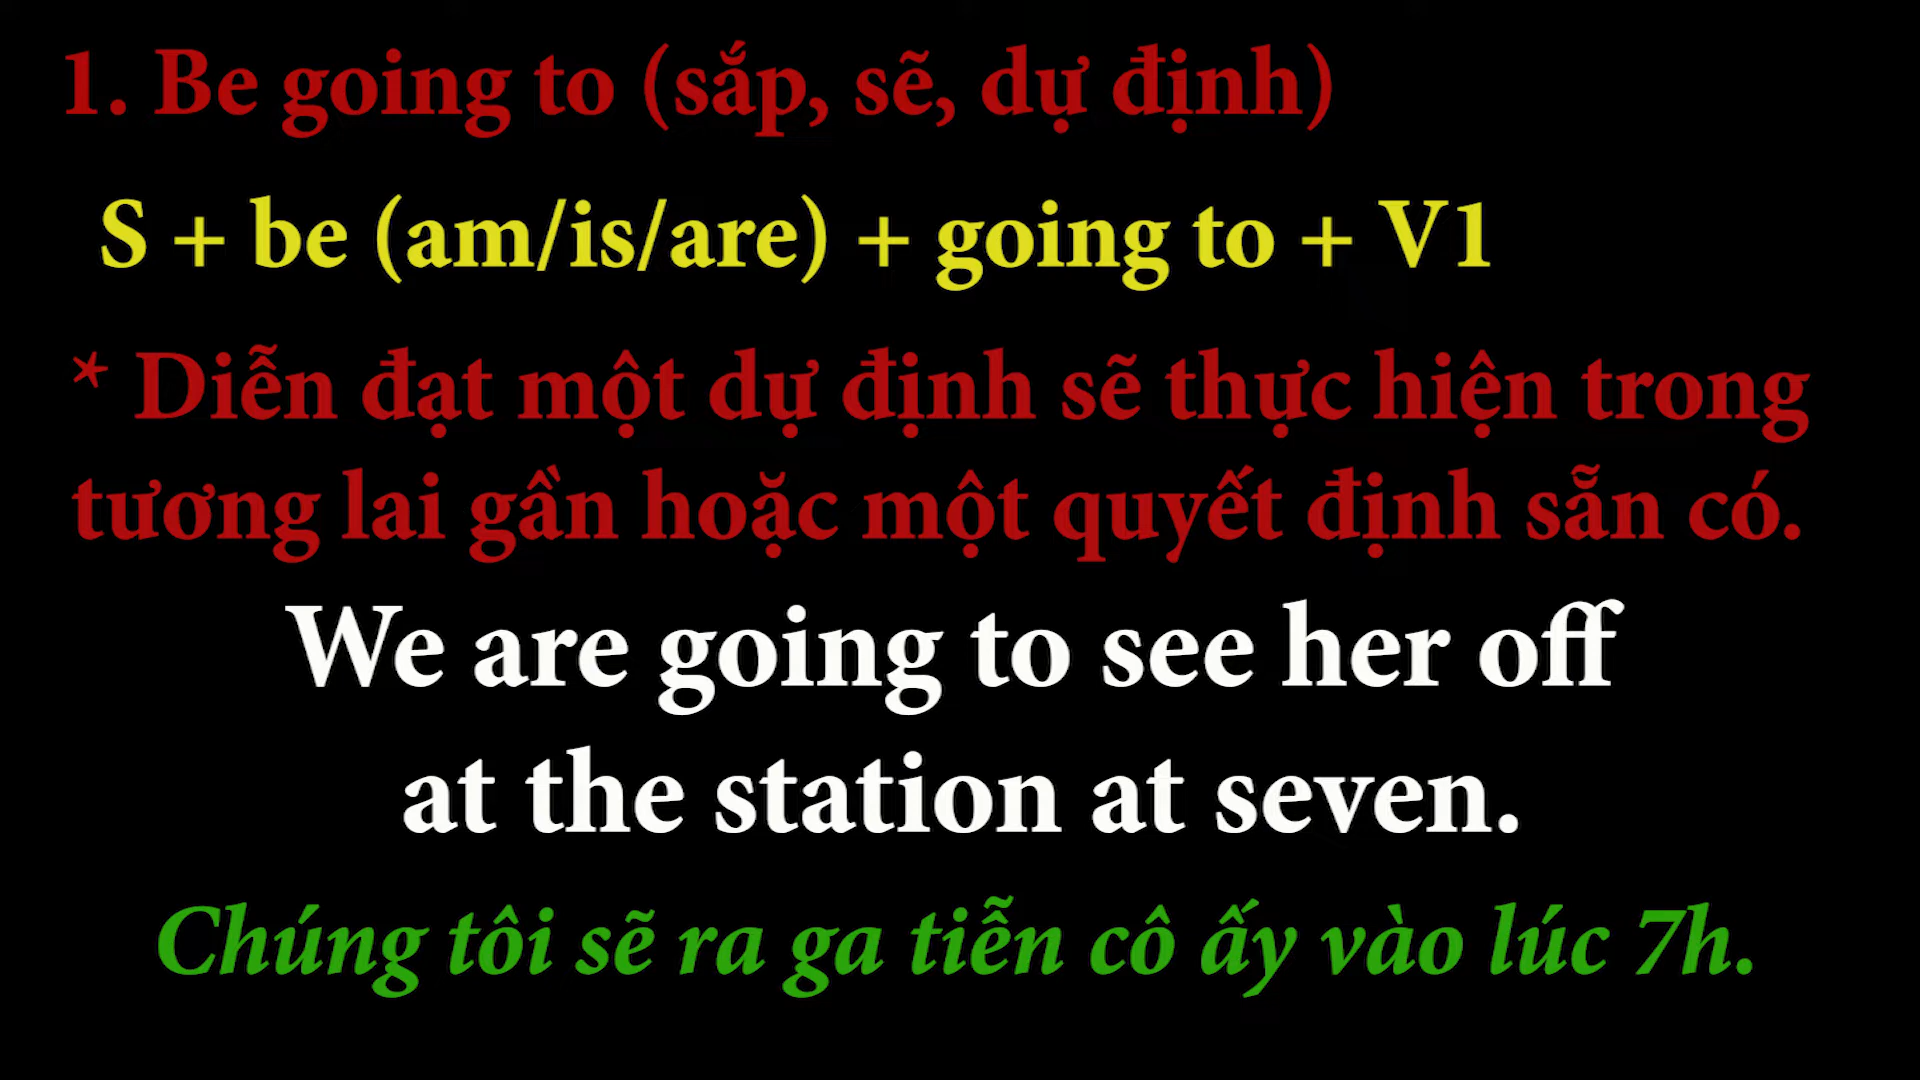 1. Be going to (sắp, sẽ, dự định)
S + be (am/is/are) + going to + V1
* Diễn đạt một dự định sẽ thực hiện trong
tương lai gần hoặc một quyết định sẵn có.
We are going to see her off
at the station at seven.
Chúng tôi sẽ ra ga tiễn cô ấy vào lúc 7h.